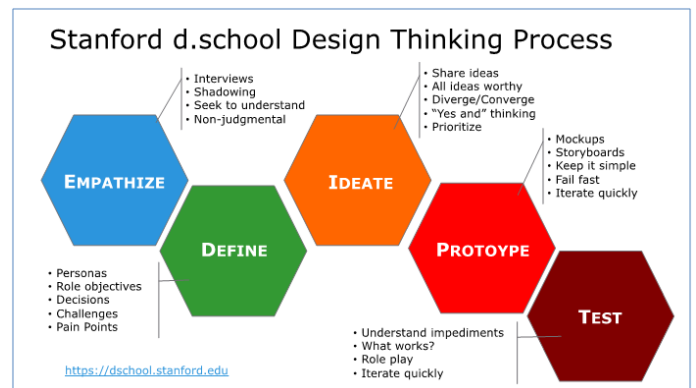 Stanford d.school Design Thinking Process
• Interviews
• Shadowing
• Seek to understand
• Non-judgmental
• Share ideas
• All ideas worthy
• Diverge/Converge
• “Yes and” thinking
• Prioritize
• Mockups
• Storyboards
• Keep it simple
• Fail fast
• Iterate quickly
EMPATHIZE
IDEATE
DEFINE
PROTOYPE
• Personas
• Role objectives
• Decisions
• Challenges
• Pain Points
TEST
• Understand impediments
• What works?
• Role play
• Iterate quickly
https://dschool.stanford.edu